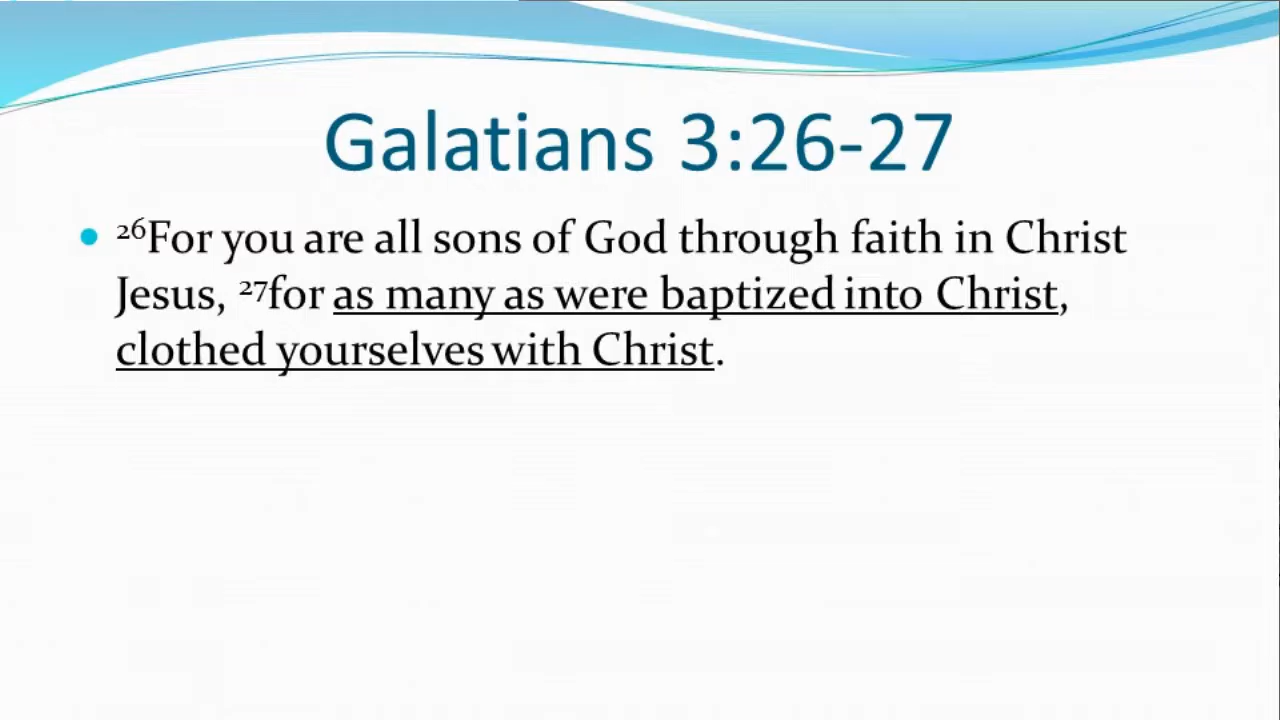 Galatians 3:26-27
• ²⁶For you are all sons of God through faith in Christ
Jesus, ²⁷for as many as were baptized into Christ,
clothed yourselves with Christ.